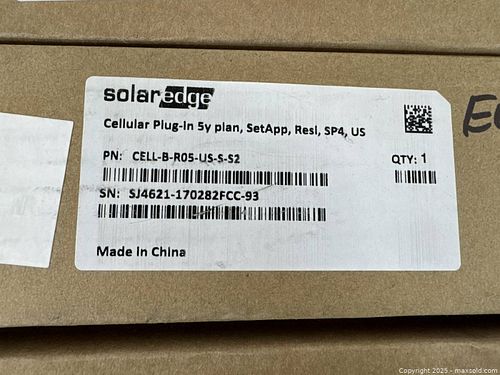 solaredge
Cellular Plug-In 5y plan, SetApp, Resi, SP4, US
PN: CELL-B-R05-US-S-S2
QTY: 1
SN: SJ4621-170282FCC-93
Made In China
Copyright 2025 - maxsold.com